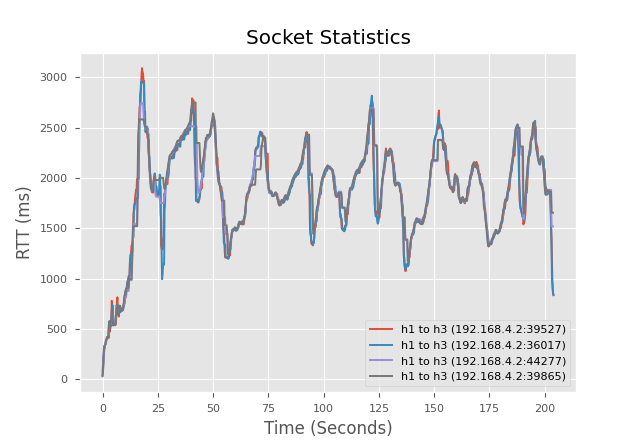 Socket Statistics
RTT (ms)
3000
2500
2000
1500
1000
500
0
0 25 50 75 100 125 150 175 200
Time (Seconds)
h1 to h3 (192.168.4.2:39527)
h1 to h3 (192.168.4.2:36017)
h1 to h3 (192.168.4.2:44277)
h1 to h3 (192.168.4.2:39865)